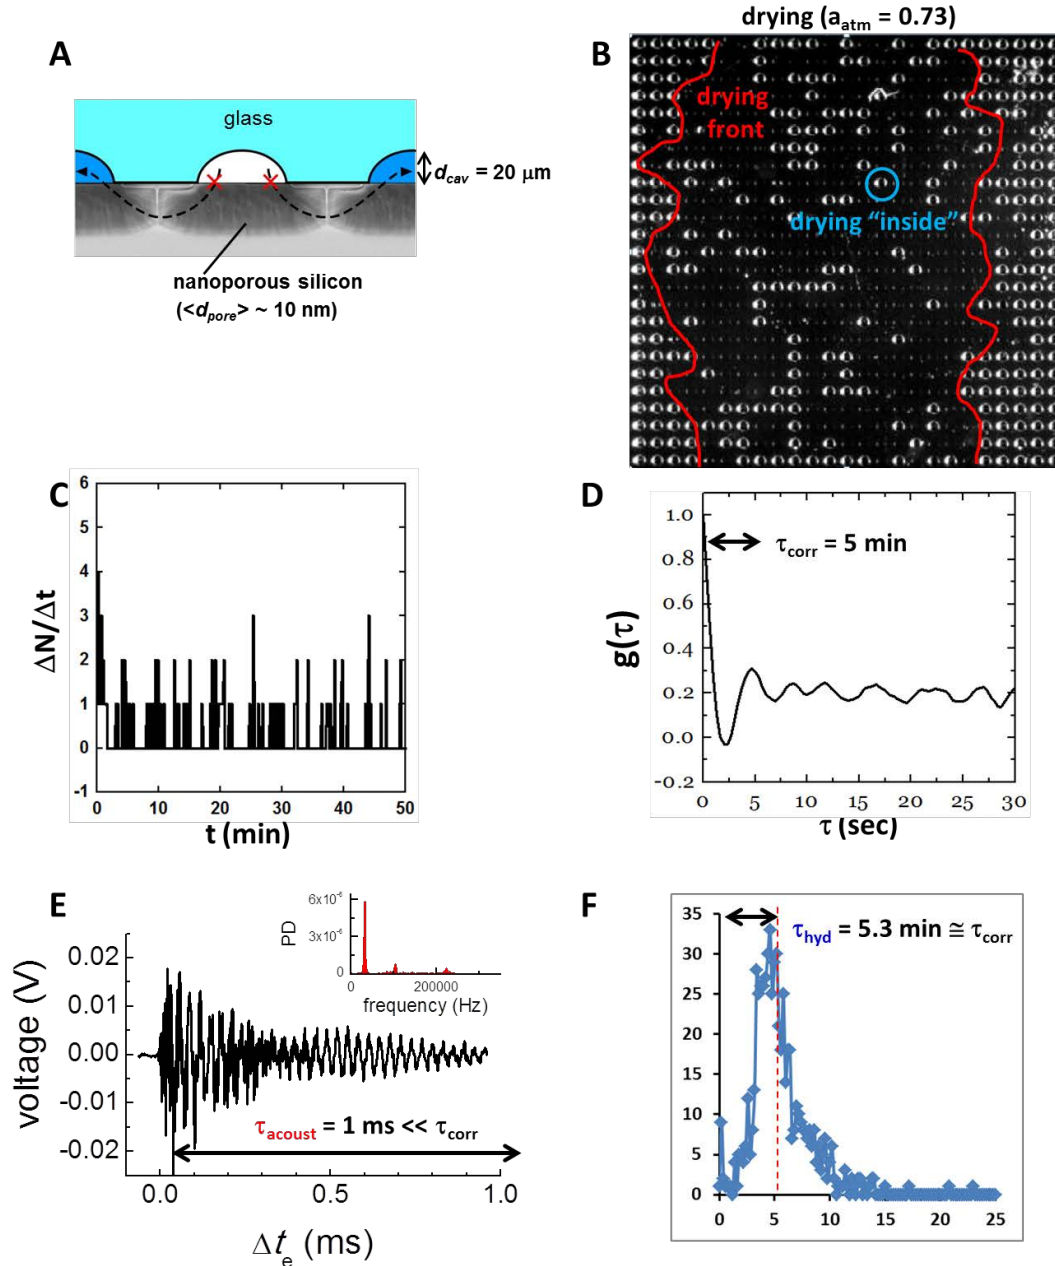 A
glass
d_cav = 20 μm
nanoporous silicon
(<d_pore> ~ 10 nm)
drying (a_atm = 0.73)
B
drying
front
drying “inside”
C
6
5
4
3
2
1
0
-1
0 10 20 30 40 50
ΔN/Δt
t (min)
D
1.0
0.8
0.6
0.4
0.2
0.0
-0.2
0 5 10 15 20 25 30
τ_corr = 5 min
g(τ)
τ (sec)
E
6x10⁻⁶
3x10⁻⁶
0
PD
0 200000
frequency (Hz)
0.02
0.01
0.00
-0.01
-0.02
voltage (V)
τ_acoust = 1 ms << τ_corr
0.0 0.5 1.0
Δt_e (ms)
F
35
30
25
20
15
10
5
0
τ_hyd = 5.3 min ≅ τ_corr
0 5 10 15 20 25